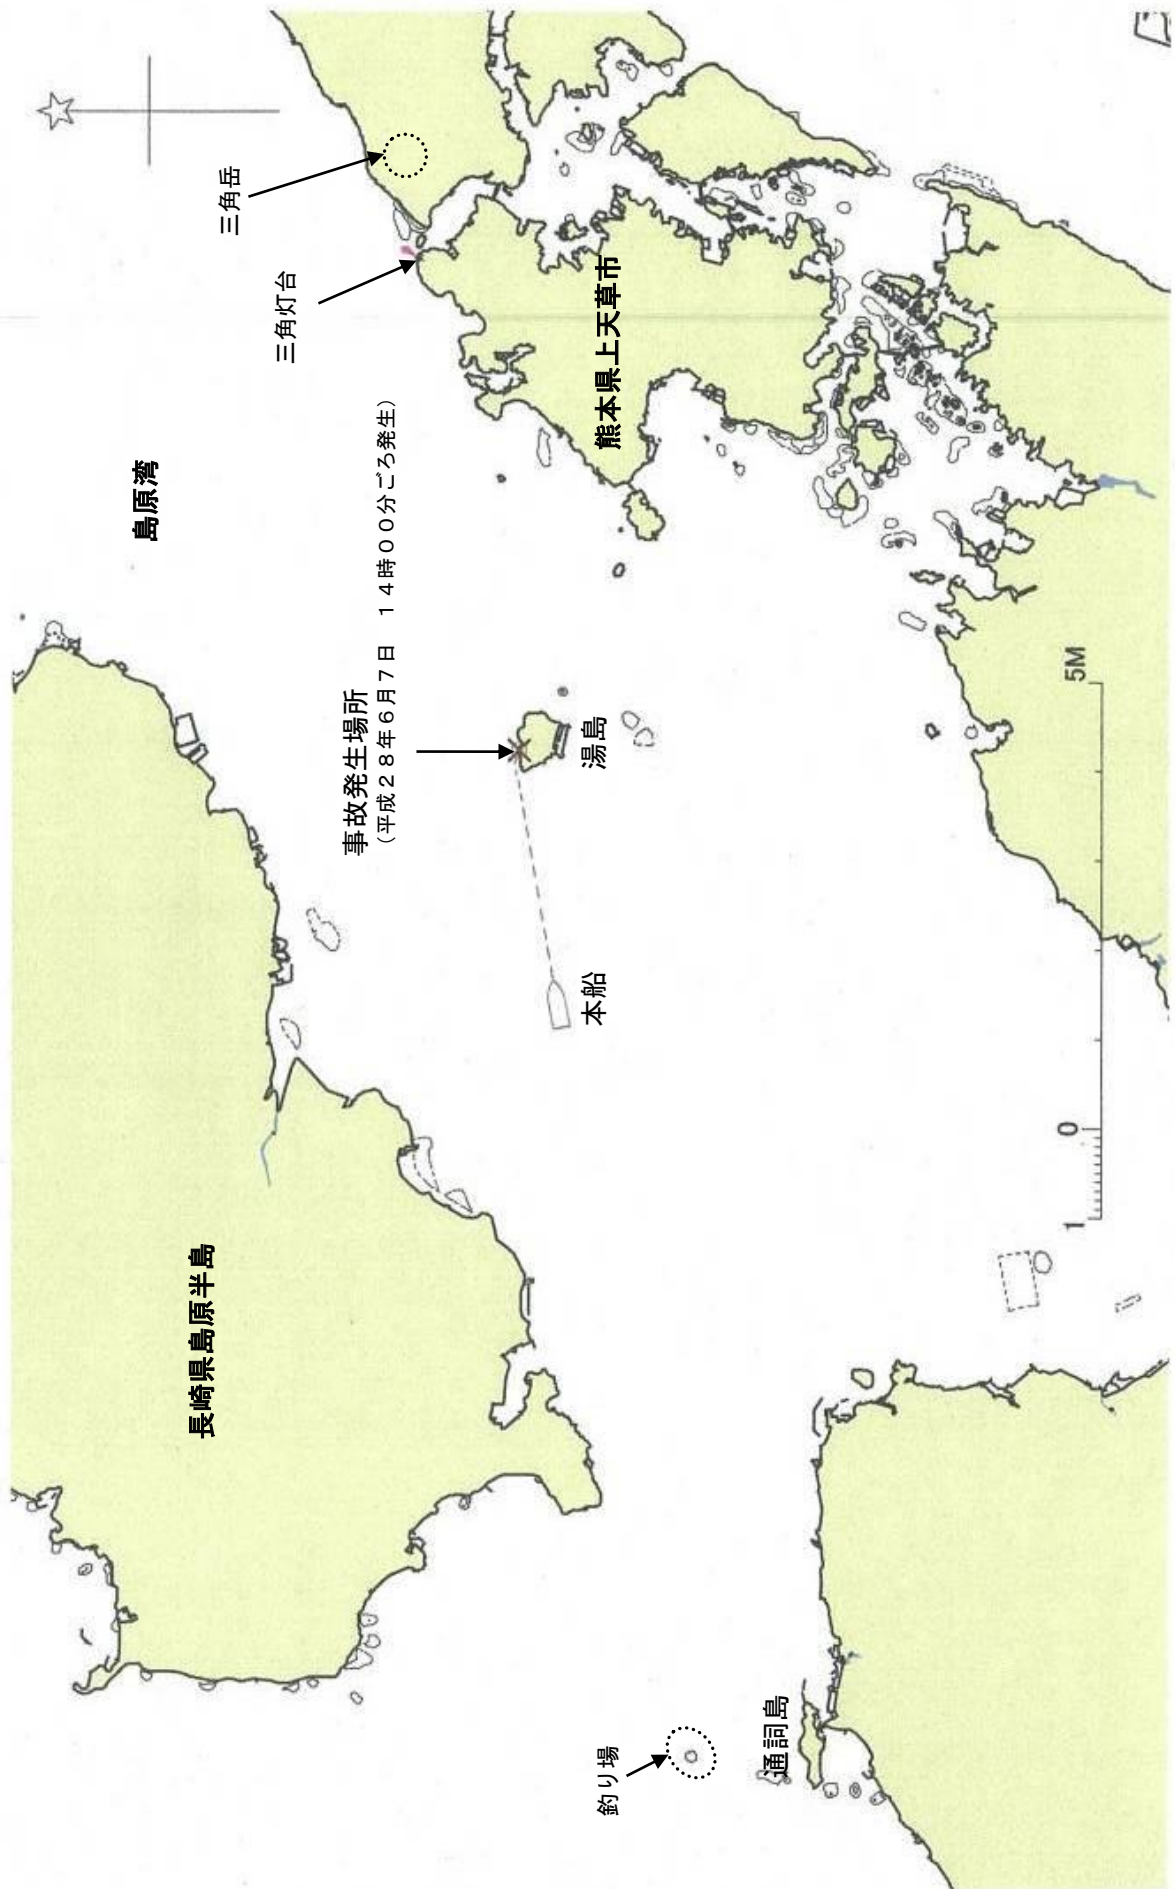 島原湾
三角岳
三角灯台
熊本県上天草市
事故発生場所
（平成２８年６月７日　１４時００分ごろ発生）
湯島
本船
長崎県島原半島
釣り場
通詞島
1
0
5M